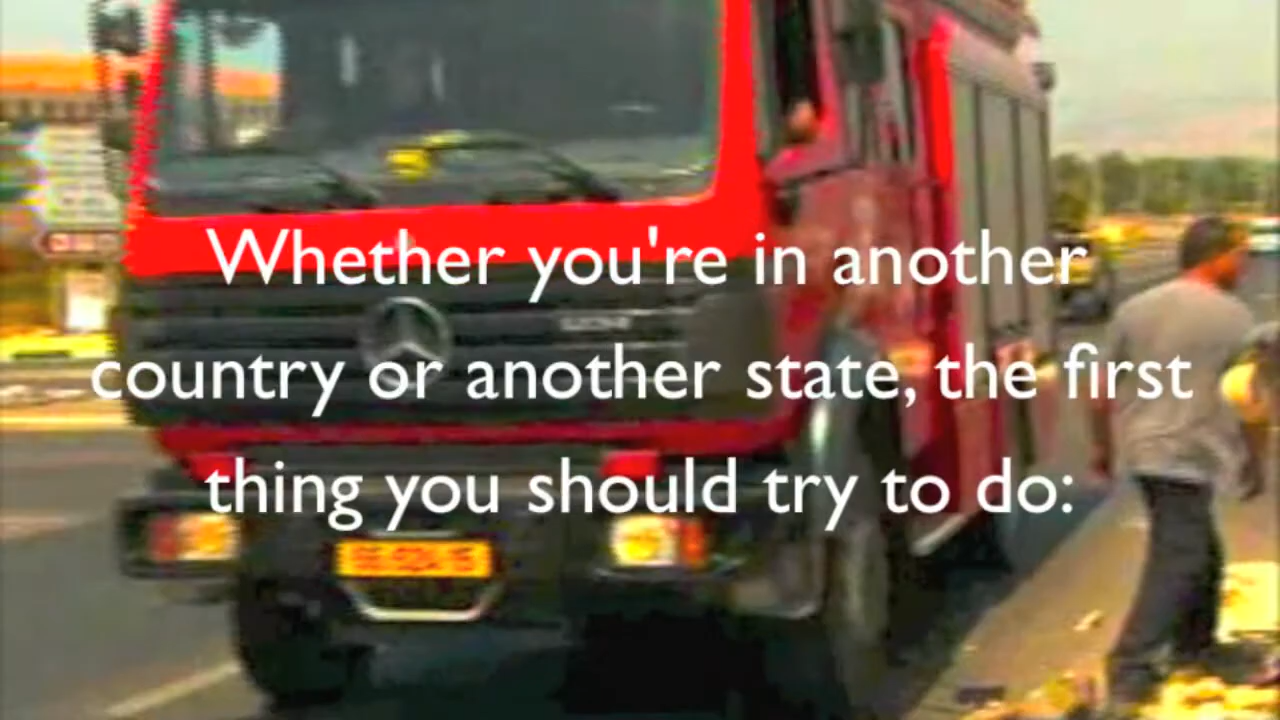 Whether you're in another
country or another state, the first
thing you should try to do: